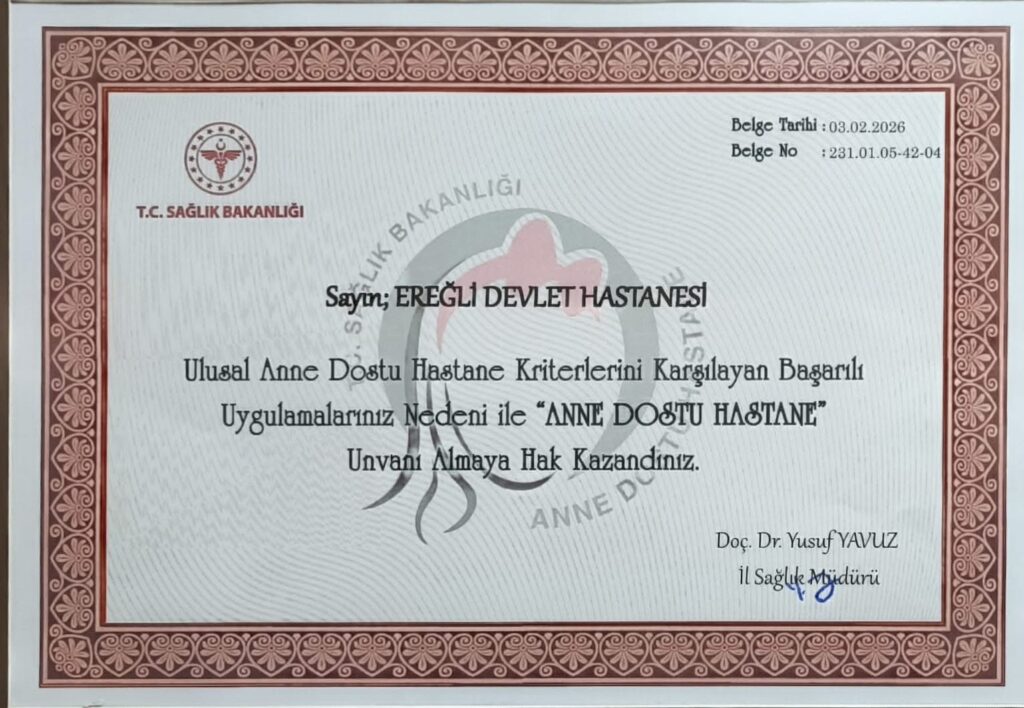 Belge Tarihi : 03.02.2026
Belge No : 231.01.05-42-04
T.C. SAĞLIK BAKANLIĞI
T.C. SAĞLIK BAKANLIĞI
ANNE DOSTU HASTANE
Sayın; EREĞLİ DEVLET HASTANESİ
Ulusal Anne Dostu Hastane Kriterlerini Karşılayan Başarılı
Uygulamalarınız Nedeni ile “ANNE DOSTU HASTANE”
Unvanı Almaya Hak Kazandınız.
Doç. Dr. Yusuf YAVUZ
İl Sağlık Müdürü